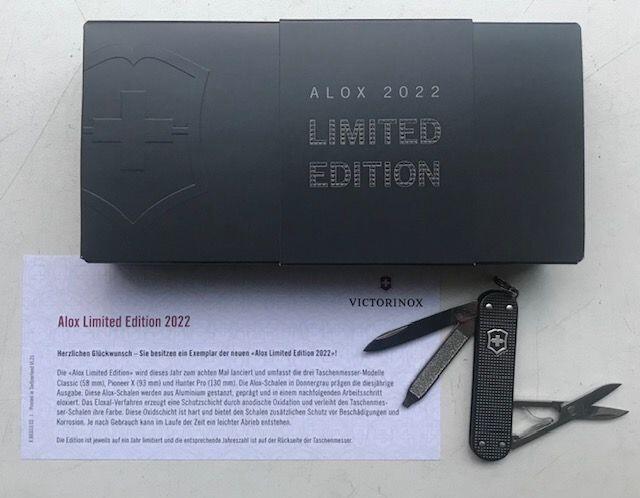 ALOX 2022
LIMITED
EDITION
VICTORINOX
Alox Limited Edition 2022
Herzlichen Glückwunsch – Sie besitzen ein Exemplar der neuen «Alox Limited Edition 2022»!
Die «Alox Limited Edition» wird dieses Jahr zum achten Mal lanciert und umfasst die drei Taschenmesser-Modelle
Classic (58 mm), Pioneer X (93 mm) und Hunter Pro (130 mm). Die Alox-Schalen in Donnergrau prägen die diesjährige
Ausgabe. Diese Alox-Schalen werden aus Aluminium gestanzt, geprägt und in einem nachfolgenden Arbeitsschritt
eloxiert. Das Eloxal-Verfahren erzeugt eine Schutzschicht durch anodische Oxidation und verleiht den Taschenmes-
ser-Schalen ihre Farbe. Diese Oxidschicht ist hart und bietet den Schalen zusätzlichen Schutz vor Beschädigungen und
Korrosion. Je nach Gebrauch kann im Laufe der Zeit ein leichter Abrieb entstehen.
Die Edition ist jeweils auf ein Jahr limitiert und die entsprechende Jahreszahl ist auf der Rückseite der Taschenmesser.
Printed in Switzerland